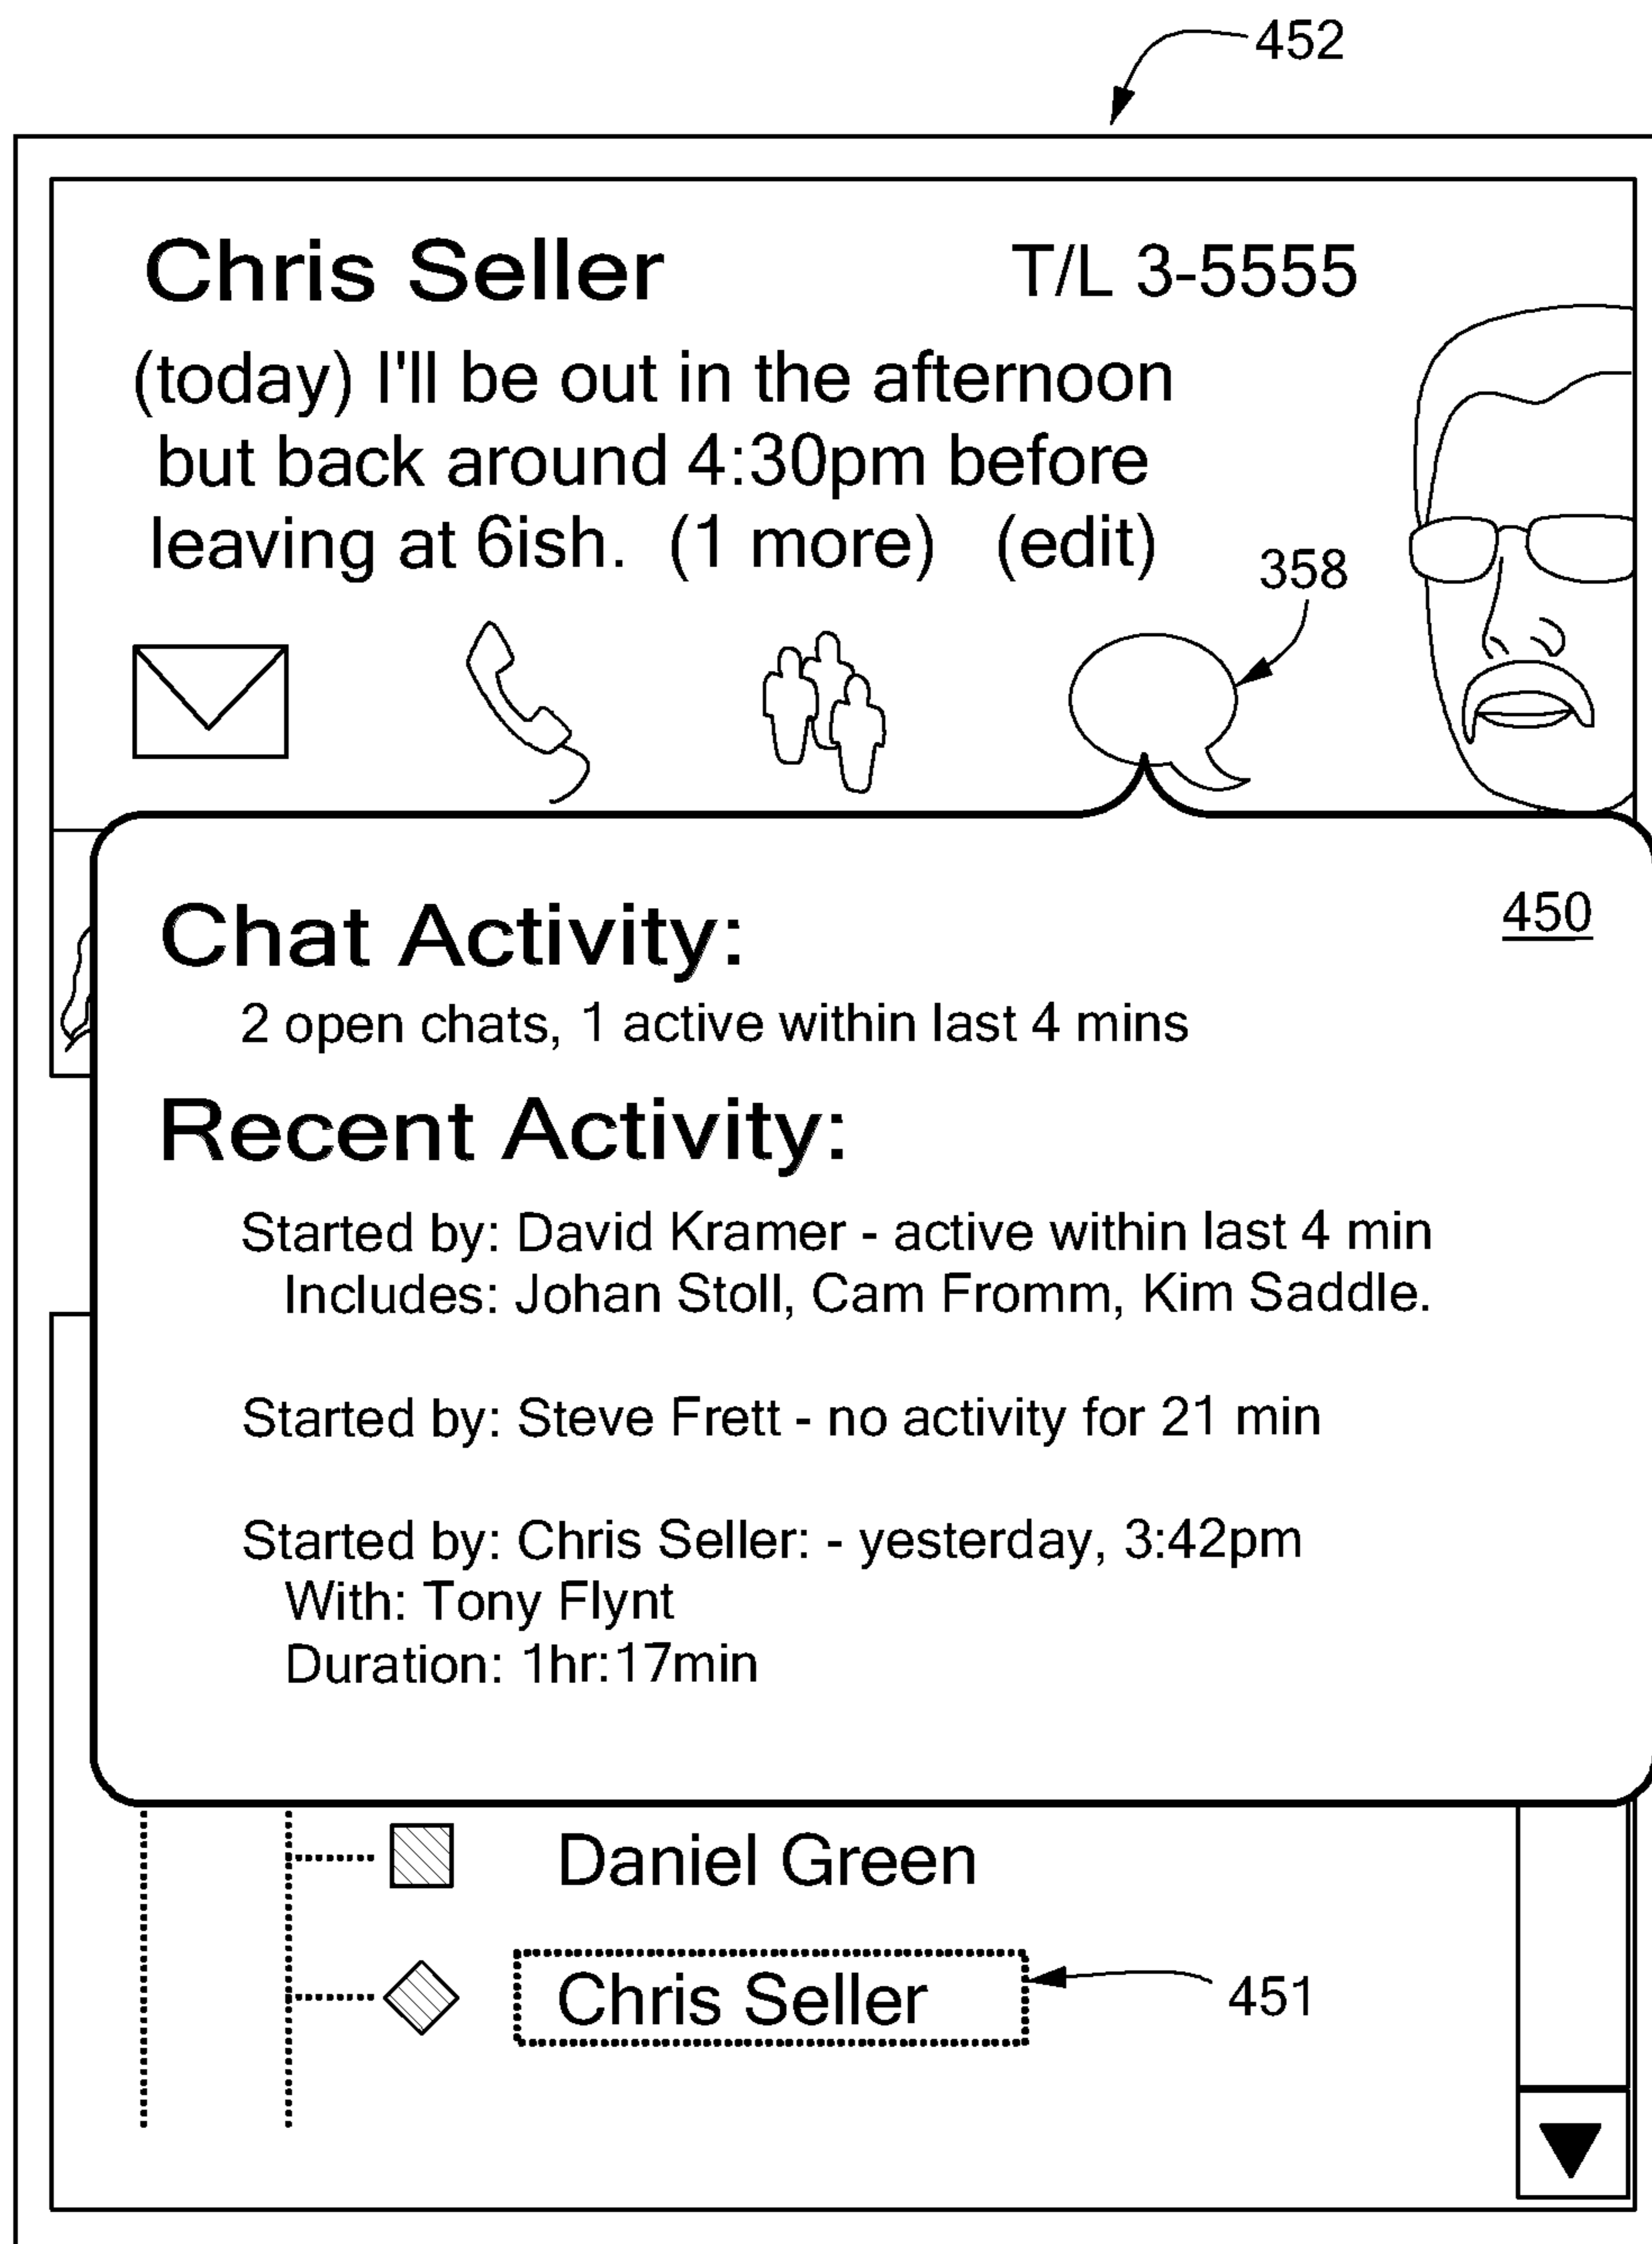 452
Chris Seller T/L 3-5555
(today) I'll be out in the afternoon
but back around 4:30pm before
leaving at 6ish. (1 more) (edit)
358
450
Chat Activity:
2 open chats, 1 active within last 4 mins
Recent Activity:
Started by: David Kramer - active within last 4 min
Includes: Johan Stoll, Cam Fromm, Kim Saddle.
Started by: Steve Frett - no activity for 21 min
Started by: Chris Seller: - yesterday, 3:42pm
With: Tony Flynt
Duration: 1hr:17min
Daniel Green
Chris Seller
451